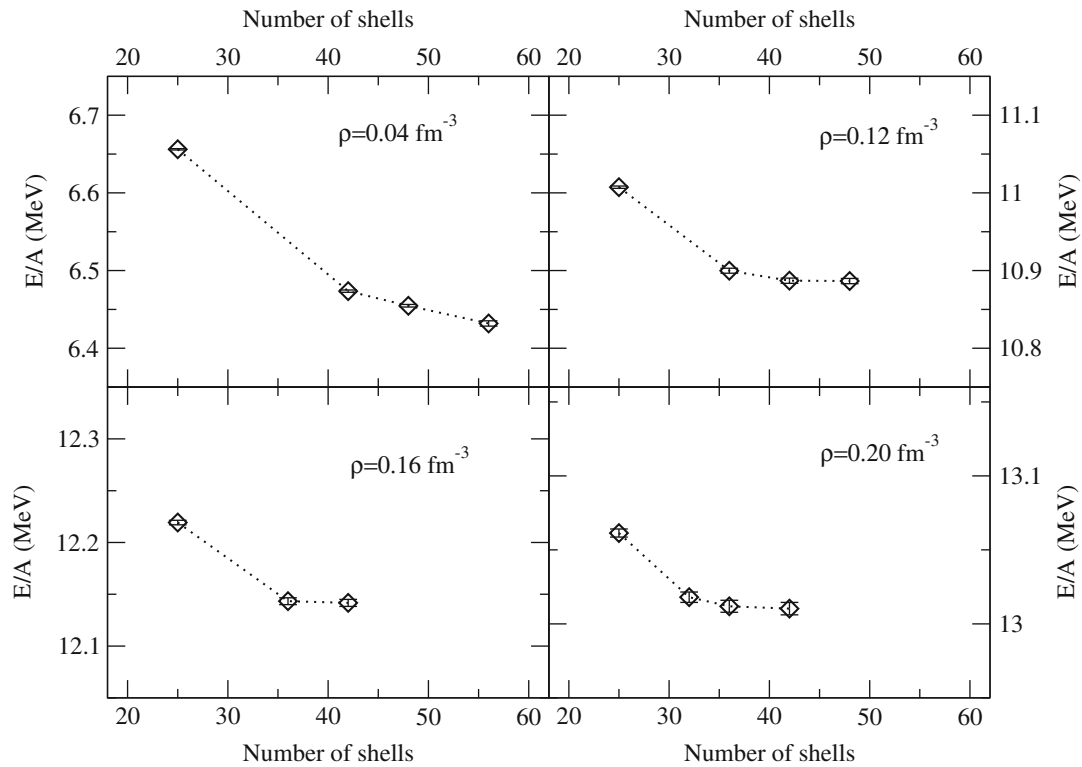 Number of shells
Number of shells
20 30 40 50 60
20 30 40 50 60
6.7
6.6
6.5
6.4
E/A (MeV)
ρ=0.04 fm⁻³
ρ=0.12 fm⁻³
11.1
11
10.9
10.8
E/A (MeV)
12.3
12.2
12.1
E/A (MeV)
ρ=0.16 fm⁻³
ρ=0.20 fm⁻³
13.1
13
E/A (MeV)
20 30 40 50 60
20 30 40 50 60
Number of shells
Number of shells